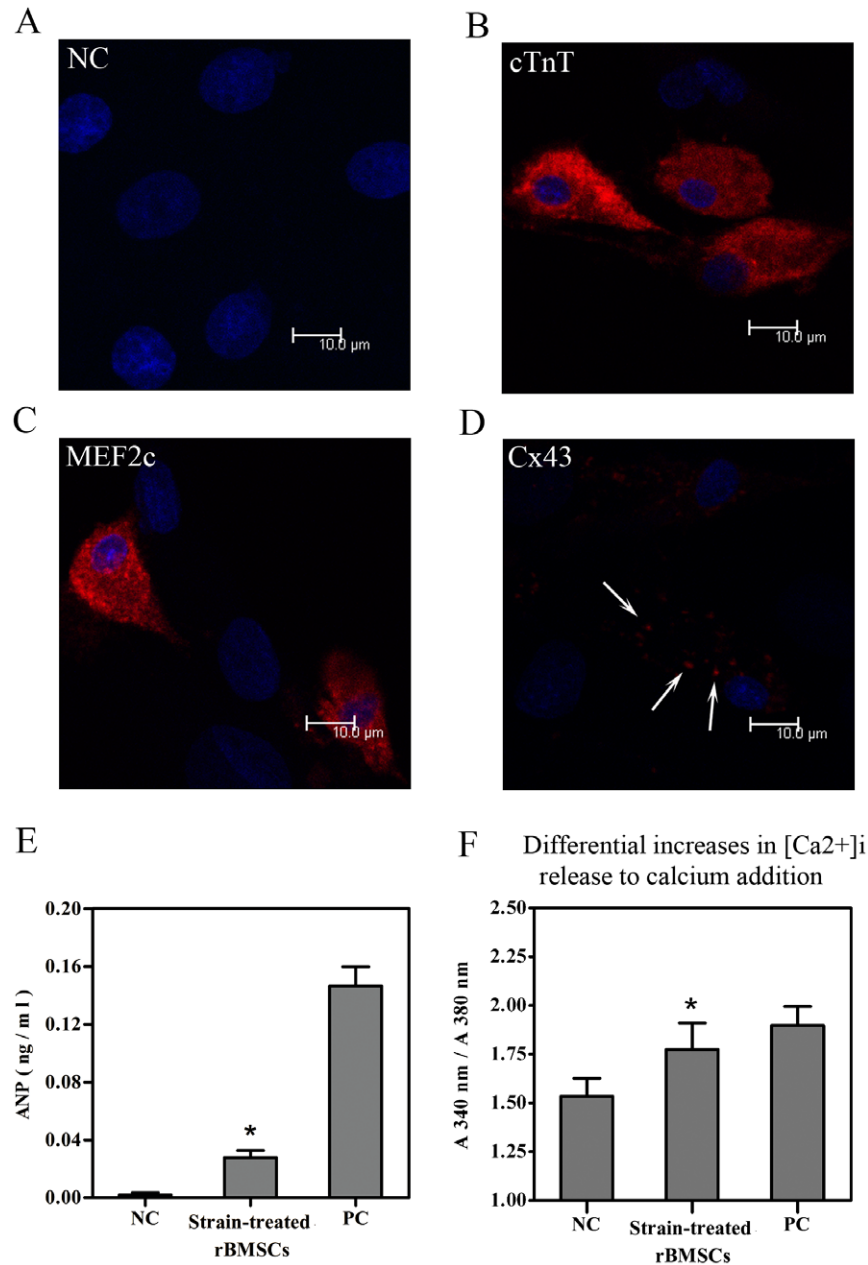 A
NC
10.0 µm
B
cTnT
10.0 µm
C
MEF2c
10.0 µm
D
Cx43
10.0 µm
E
0.20
0.16
0.12
0.08
0.04
0.00
ANP ( ng / m l )
*
NC
Strain-treated
rBMSCs
PC
F
Differential increases in [Ca2+]i
release to calcium addition
2.50
2.25
2.00
1.75
1.50
1.25
1.00
A 340 nm / A 380 nm
*
NC
Strain-treated
rBMSCs
PC